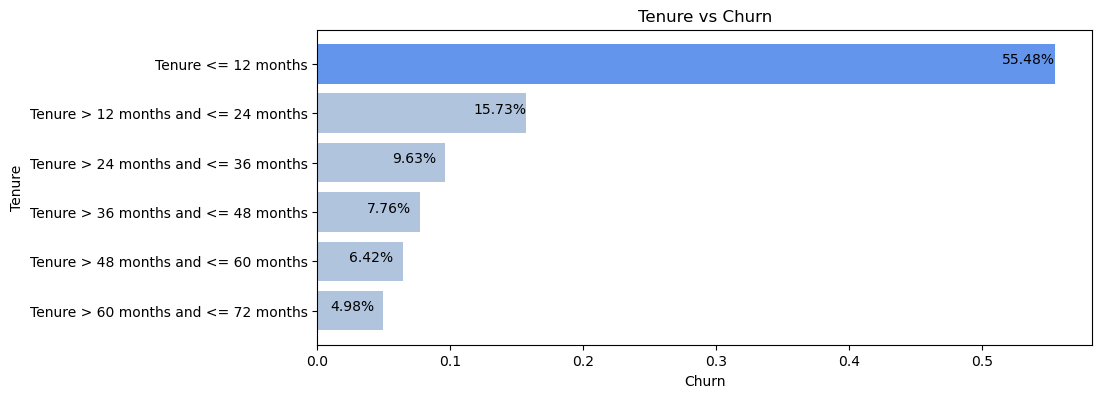 Tenure vs Churn
Tenure
Tenure <= 12 months
55.48%
Tenure > 12 months and <= 24 months
15.73%
Tenure > 24 months and <= 36 months
9.63%
Tenure > 36 months and <= 48 months
7.76%
Tenure > 48 months and <= 60 months
6.42%
Tenure > 60 months and <= 72 months
4.98%
0.0 0.1 0.2 0.3 0.4 0.5
Churn